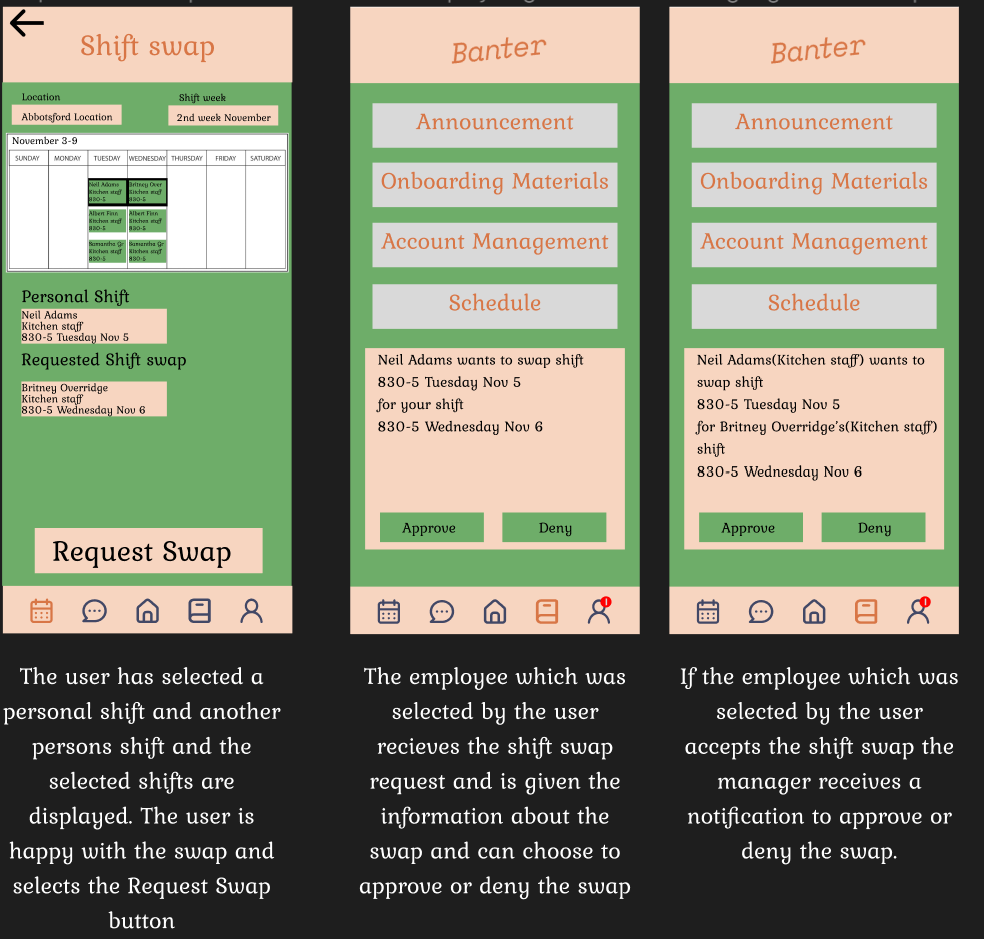 Shift swap
Location
Shift week
Abbotsford Location
2nd week November
November 3-9
SUNDAY MONDAY TUESDAY WEDNESDAY THURSDAY FRIDAY SATURDAY
Neil Adams
Kitchen staff
830-5
Britney Over
Kitchen staff
830-5
Albert Finn
Kitchen staff
830-5
Albert Finn
Kitchen staff
830-5
Samantha Gr
Kitchen staff
830-5
Samantha Gr
Kitchen staff
830-5
Personal Shift
Neil Adams
Kitchen staff
830-5 Tuesday Nov 5
Requested Shift swap
Britney Overridge
Kitchen staff
830-5 Wednesday Nov 6
Request Swap
The user has selected a
personal shift and another
persons shift and the
selected shifts are
displayed. The user is
happy with the swap and
selects the Request Swap
button
Banter
Announcement
Onboarding Materials
Account Management
Schedule
Neil Adams wants to swap shift
830-5 Tuesday Nov 5
for your shift
830-5 Wednesday Nov 6
Approve
Deny
The employee which was
selected by the user
recieves the shift swap
request and is given the
information about the
swap and can choose to
approve or deny the swap
Banter
Announcement
Onboarding Materials
Account Management
Schedule
Neil Adams(Kitchen staff) wants to
swap shift
830-5 Tuesday Nov 5
for Britney Overridge's(Kitchen staff)
shift
830-5 Wednesday Nov 6
Approve
Deny
If the employee which was
selected by the user
accepts the shift swap the
manager receives a
notification to approve or
deny the swap.